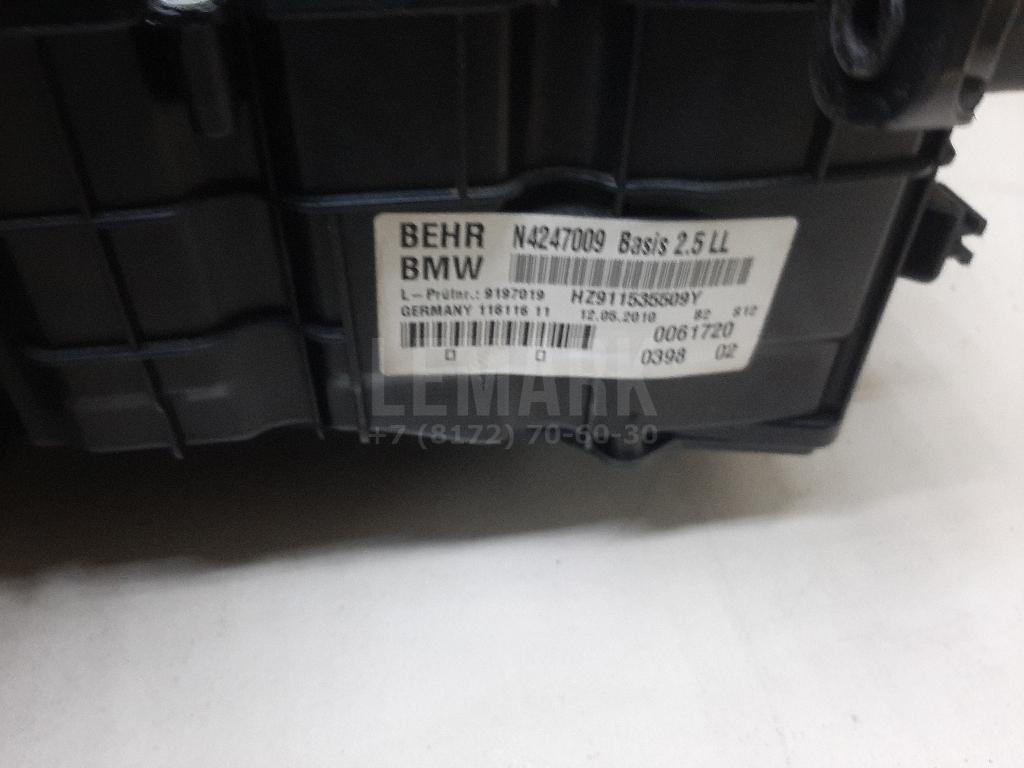 BEHR N4247009 Basis 2.5 LL
BMW
L-Prüfnr.: 9197019 HZ911535509Y
GERMANY 116116 11 12.05.2010 82 S12
0061720
0398 02
LEMARK
+7 (8172) 70-60-30